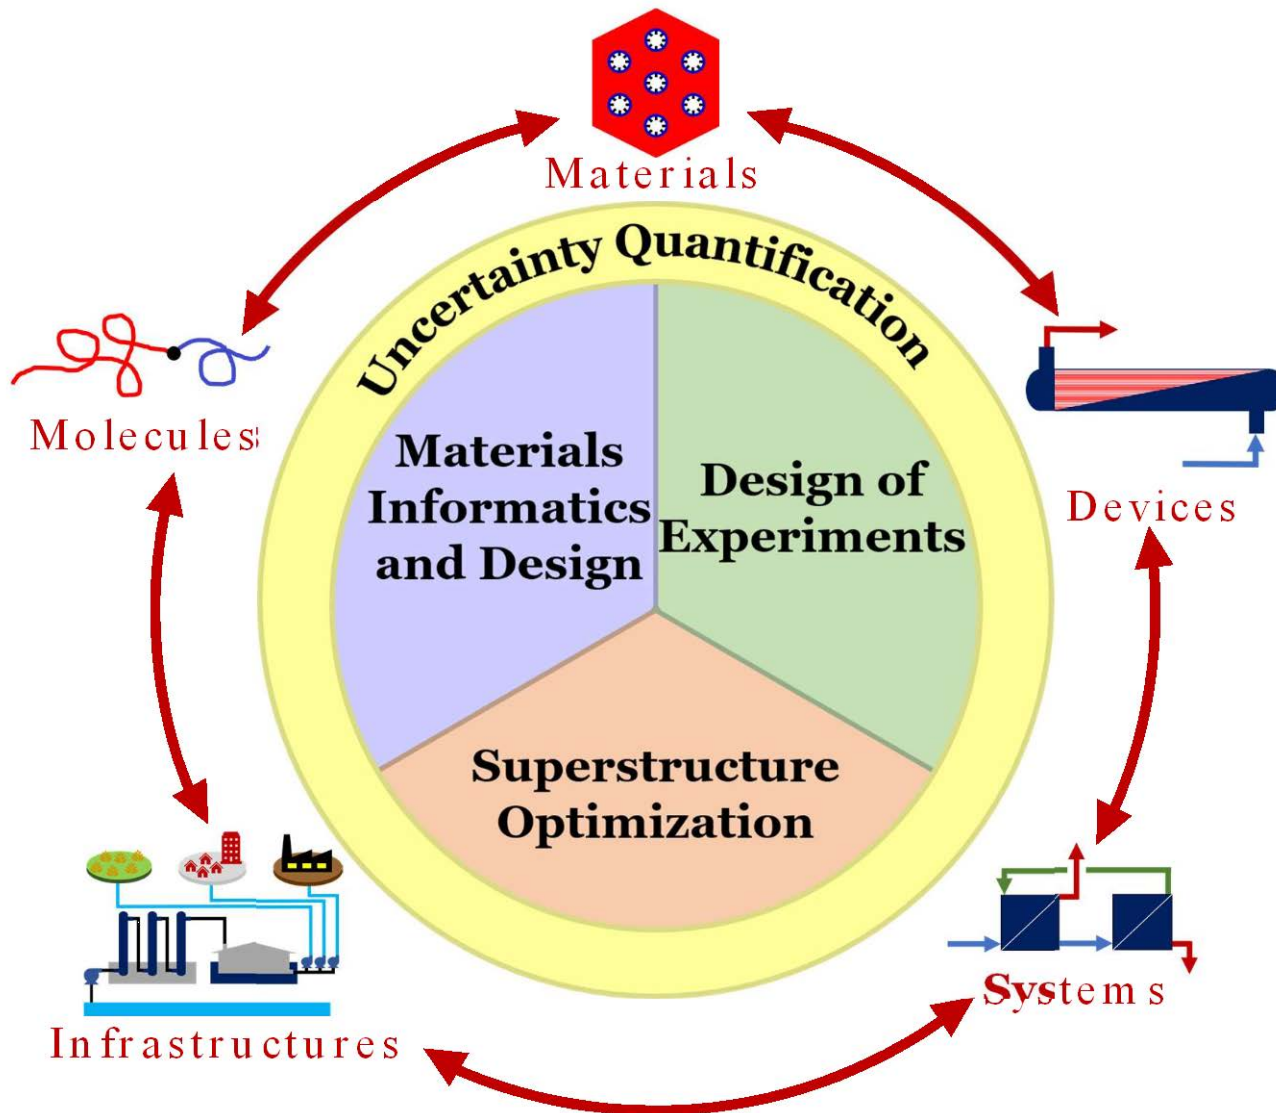 Materials
Uncertainty Quantification
Molecules
Materials
Informatics
and Design
Design of
Experiments
Devices
Superstructure
Optimization
Systems
Infrastructures